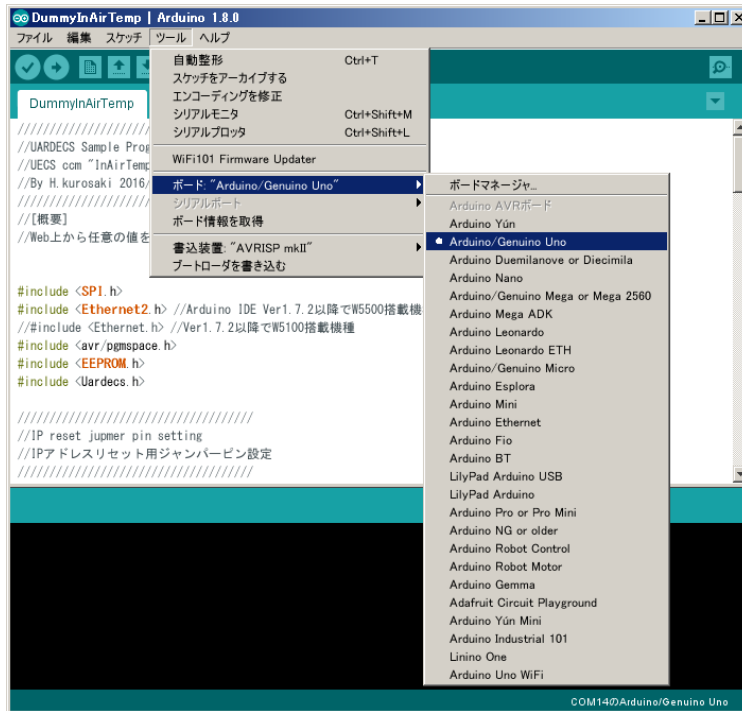 DummyInAirTemp | Arduino 1.8.0
ファイル 編集 スケッチ ツール ヘルプ
自動整形 Ctrl+T
スケッチをアーカイブする
エンコーディングを修正
シリアルモニタ Ctrl+Shift+M
シリアルプロッタ Ctrl+Shift+L
WiFi101 Firmware Updater
ボード: "Arduino/Genuino Uno"
シリアルポート
ボード情報を取得
書込装置: "AVRISP mkII"
ブートローダを書き込む
ボードマネージャ...
Arduino AVRボード
Arduino Yún
Arduino/Genuino Uno
Arduino Duemilanove or Diecimila
Arduino Nano
Arduino/Genuino Mega or Mega 2560
Arduino Mega ADK
Arduino Leonardo
Arduino Leonardo ETH
Arduino/Genuino Micro
Arduino Esplora
Arduino Mini
Arduino Ethernet
Arduino Fio
Arduino BT
LilyPad Arduino USB
LilyPad Arduino
Arduino Pro or Pro Mini
Arduino NG or older
Arduino Robot Control
Arduino Robot Motor
Arduino Gemma
Adafruit Circuit Playground
Arduino Yún Mini
Arduino Industrial 101
Linino One
Arduino Uno WiFi
DummyInAirTemp
////////////////////
//UARDECS Sample Prog
//UECS ccm "InAirTemp
//By H.kurosaki 2016/
////////////////////
//[概要]
//Web上から任意の値を
#include <SPI.h>
#include <Ethernet2.h> //Arduino IDE Ver1.7.2以降でW5500搭載機
//#include <Ethernet.h> //Ver1.7.2以降でW5100搭載機種
#include <avr/pgmspace.h>
#include <EEPROM.h>
#include <Uardecs.h>
////////////////////////////////////
//IP reset jupmer pin setting
//IPアドレスリセット用ジャンパーピン設定
////////////////////////////////////
COM14のArduino/Genuino Uno